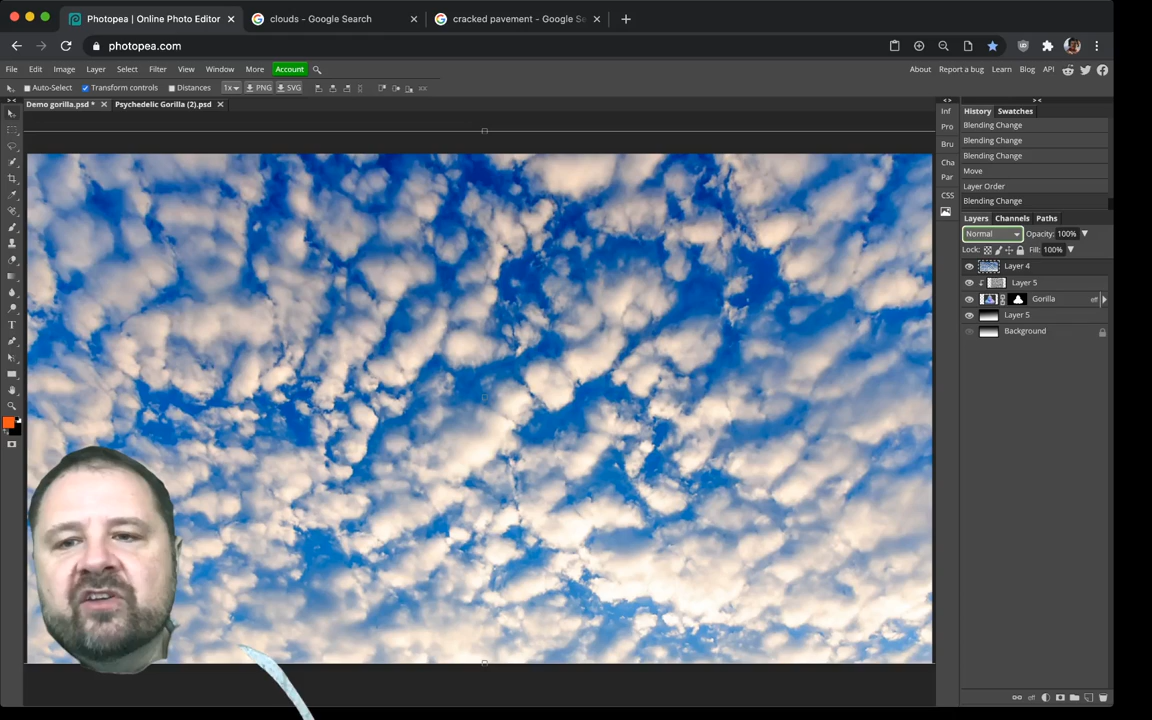 Photopea | Online Photo Editor
clouds - Google Search
cracked pavement - Google Se
photopea.com
File Edit Image Layer Select Filter View Window More Account
About Report a bug Learn Blog API
Auto-Select Transform controls Distances 1x PNG SVG
Demo gorilla.psd * Psychedelic Gorilla (2).psd
Inf
Pro
Bru
Cha
Par
CSS
History Swatches
Blending Change
Blending Change
Blending Change
Move
Layer Order
Blending Change
Layers Channels Paths
Normal Opacity: 100%
Lock: Fill: 100%
Layer 4
Layer 5
Gorilla eff
Layer 5
Background
eff